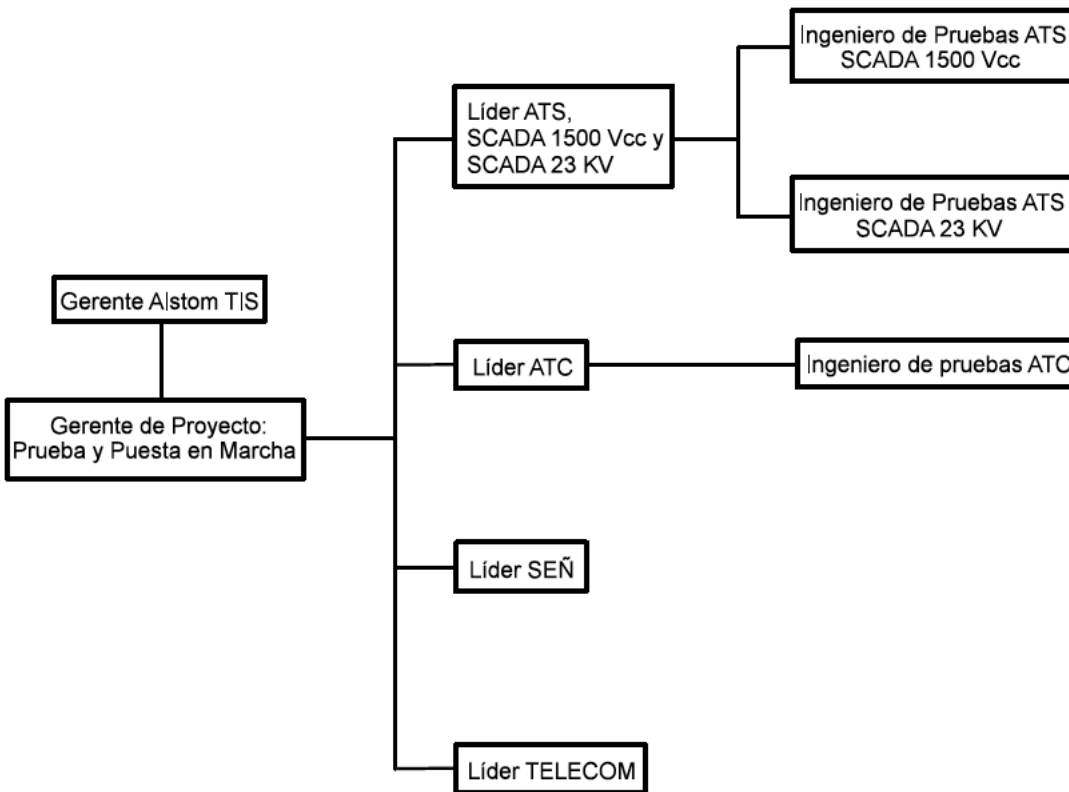 Ingeniero de Pruebas ATS
SCADA 1500 Vcc
Líder ATS,
SCADA 1500 Vcc y
SCADA 23 KV
Ingeniero de Pruebas ATS
SCADA 23 KV
Gerente Alstom TIS
Líder ATC
Ingeniero de pruebas ATC
Gerente de Proyecto:
Prueba y Puesta en Marcha
Líder SEÑ
Líder TELECOM